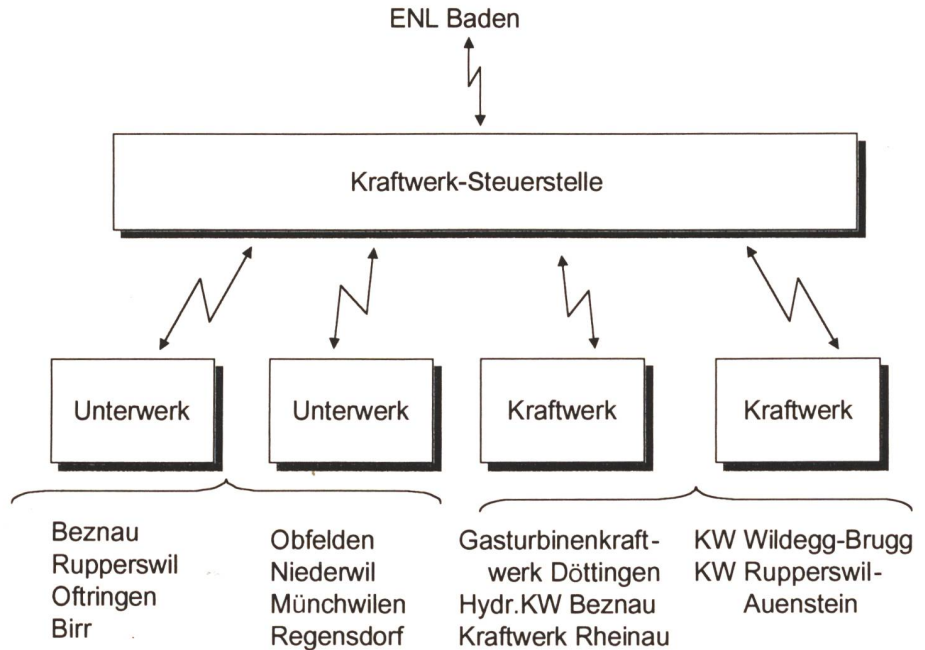 ENL Baden
Kraftwerk-Steuerstelle
Unterwerk
Unterwerk
Kraftwerk
Kraftwerk
Beznau
Rupperswil
Oftringen
Birr
Obfelden
Niederwil
Münchwilen
Regensdorf
Gasturbinenkraft-
werk Döttingen
Hydr.KW Beznau
Kraftwerk Rheinau
KW Wildegg-Brugg
KW Rupperswil-
Auenstein